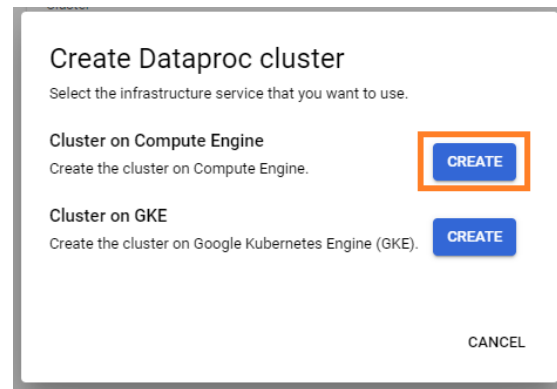 Create Dataproc cluster
Select the infrastructure service that you want to use.
Cluster on Compute Engine
Create the cluster on Compute Engine.
CREATE
Cluster on GKE
Create the cluster on Google Kubernetes Engine (GKE).
CREATE
CANCEL